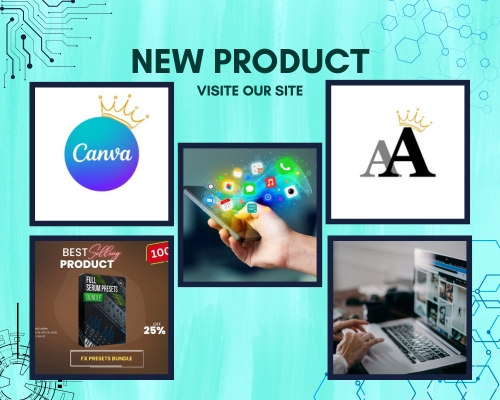 NEW PRODUCT
VISITE OUR SITE
Canva
AA
BEST Selling
PRODUCT
100
FULL
SERUM PRESETS
BUNDLE
25%
FX PRESETS BUNDLE